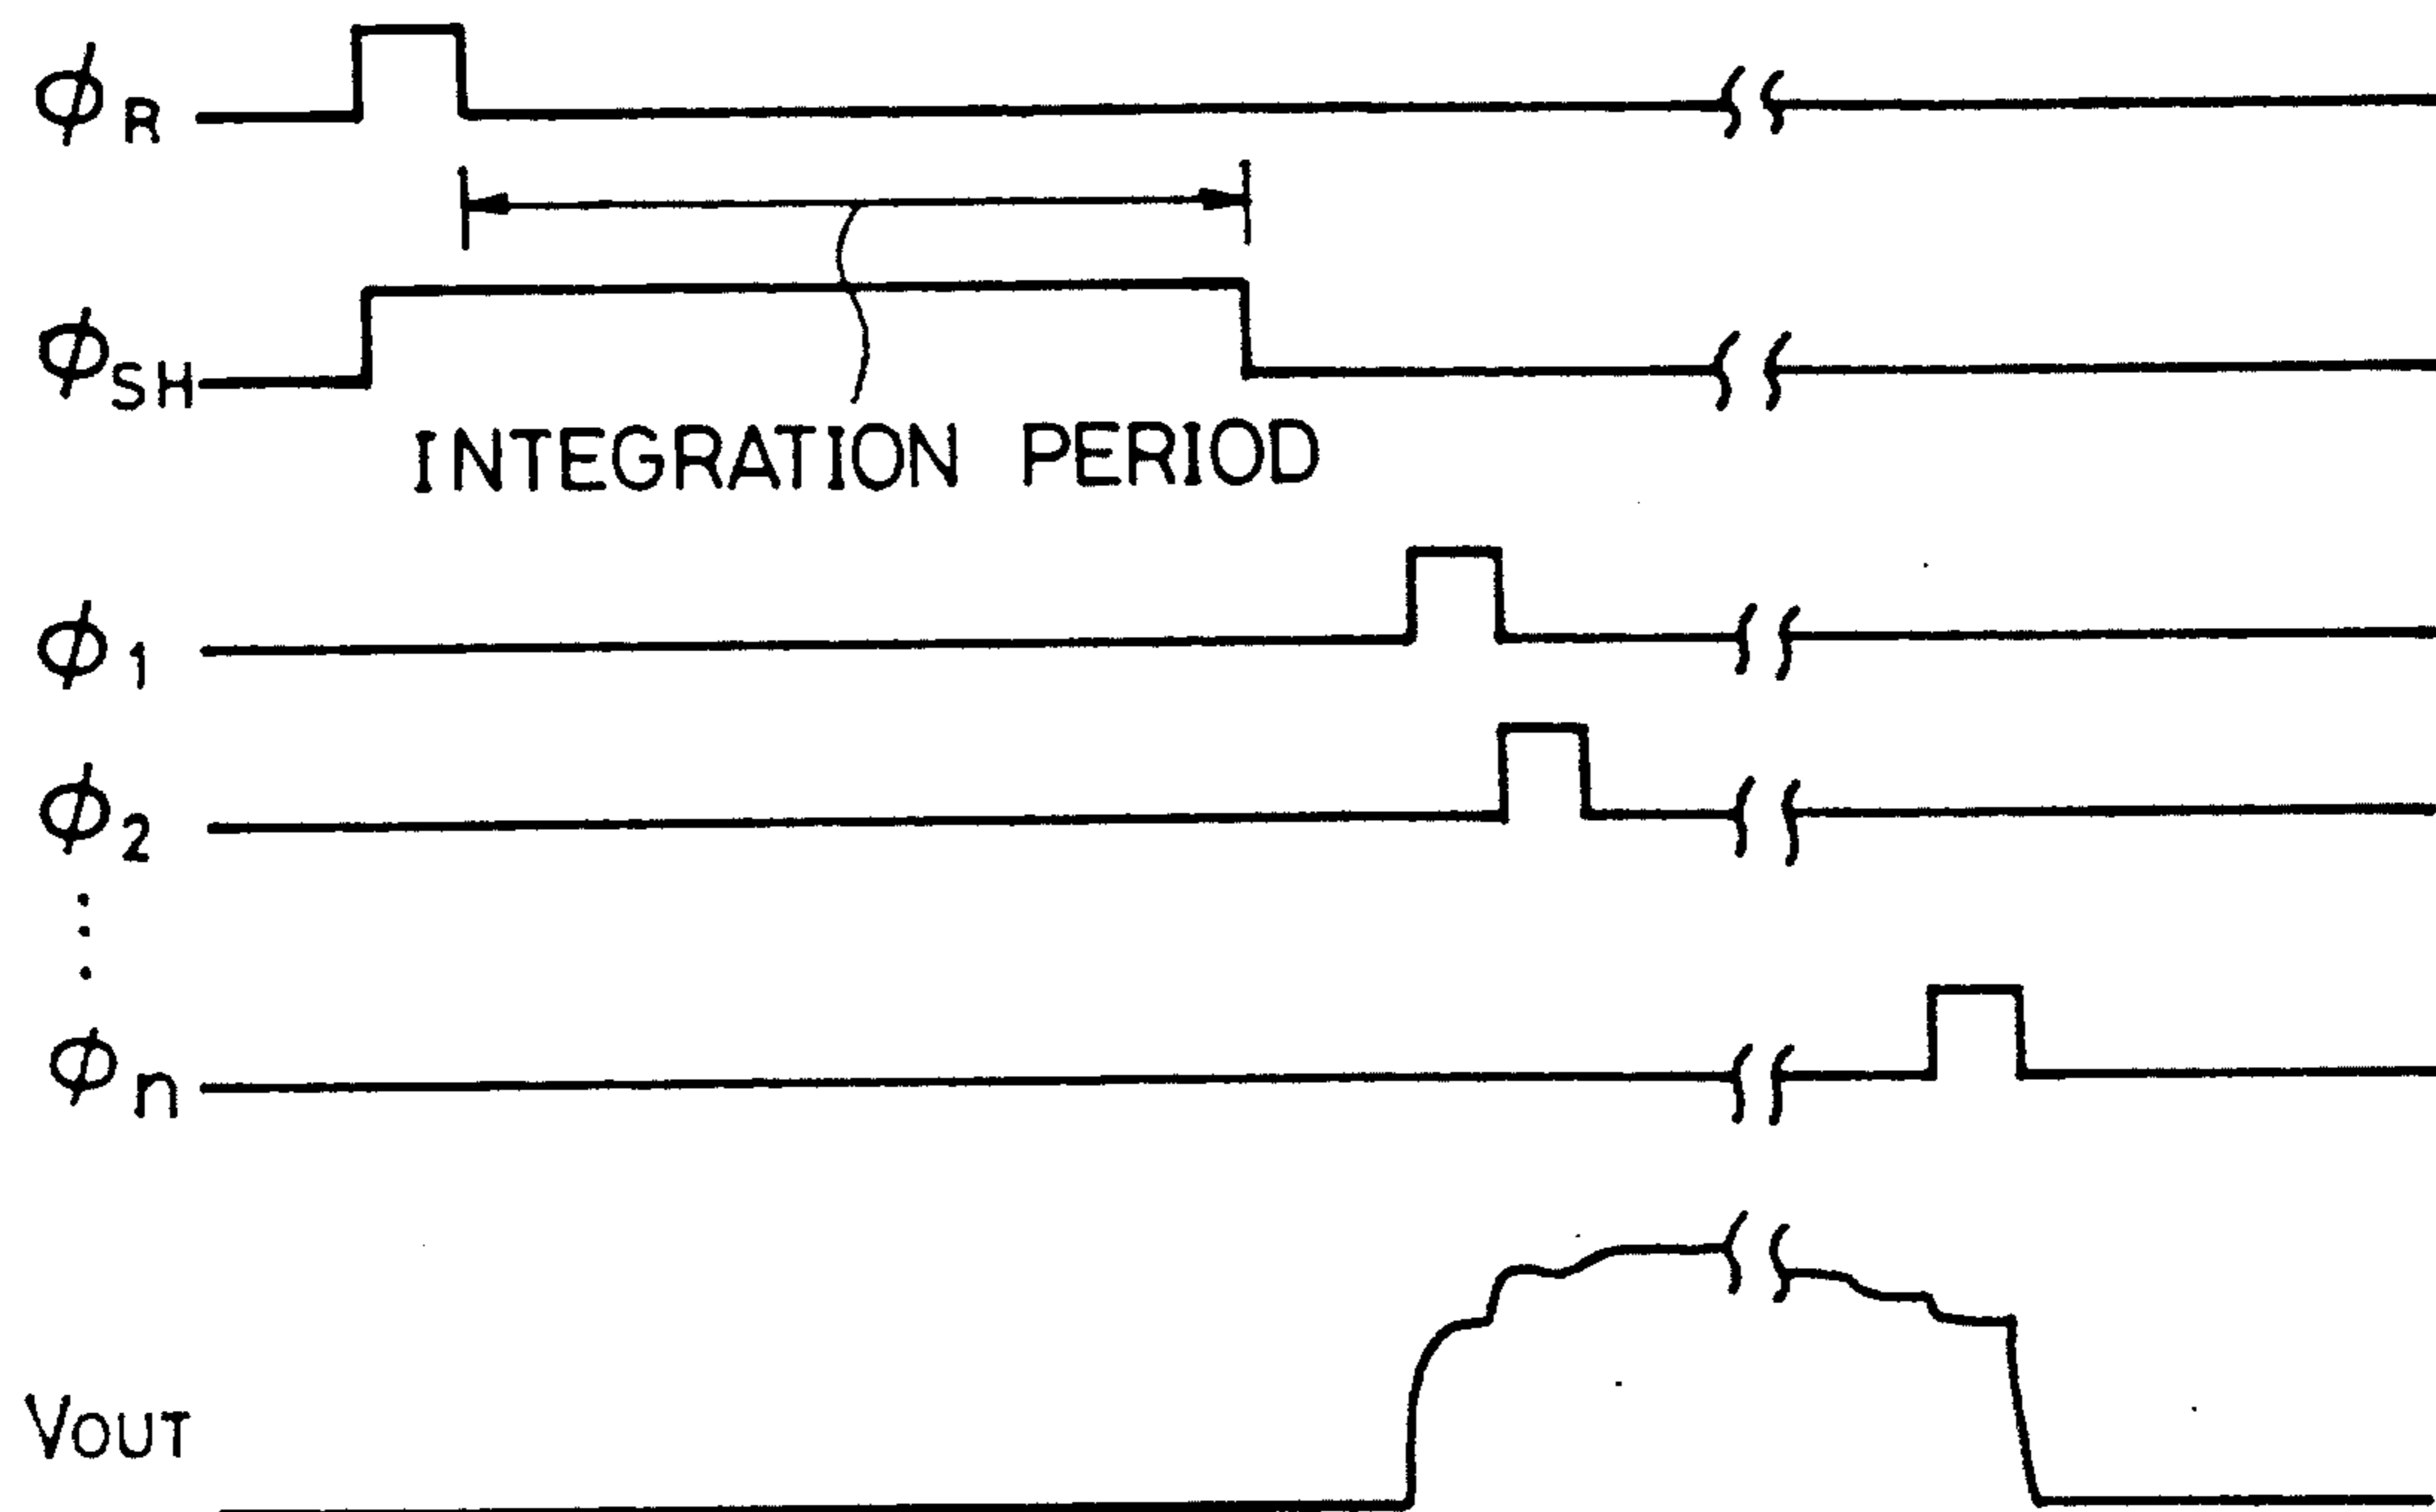 ϕR
ϕSH
INTEGRATION PERIOD
ϕ1
ϕ2
ϕn
VOUT